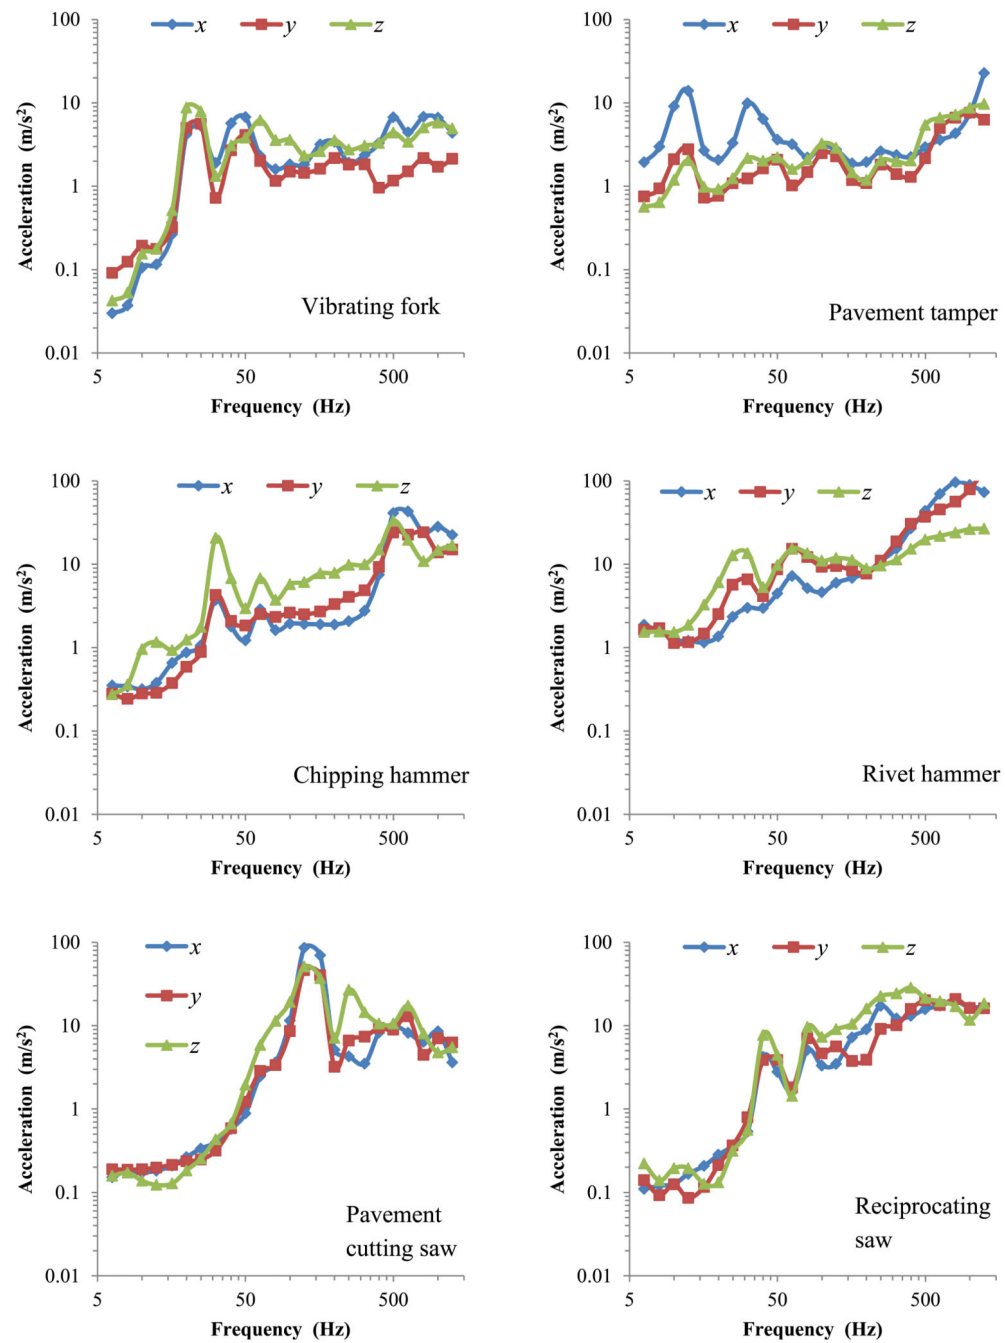 x y z
100
10
1
0.1
0.01
5 50 500
Acceleration (m/s²)
Frequency (Hz)
Vibrating fork
x y z
100
10
1
0.1
0.01
5 50 500
Acceleration (m/s²)
Frequency (Hz)
Pavement tamper
x y z
100
10
1
0.1
0.01
5 50 500
Acceleration (m/s²)
Frequency (Hz)
Chipping hammer
x y z
100
10
1
0.1
0.01
5 50 500
Acceleration (m/s²)
Frequency (Hz)
Rivet hammer
x
y
z
100
10
1
0.1
0.01
5 50 500
Acceleration (m/s²)
Frequency (Hz)
Pavement
cutting saw
x y z
100
10
1
0.1
0.01
5 50 500
Acceleration (m/s²)
Frequency (Hz)
Reciprocating
saw